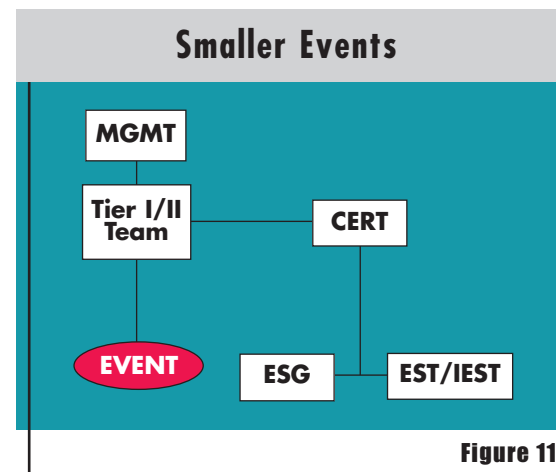 Smaller Events
MGMT
Tier I/II
Team
CERT
EVENT
ESG
EST/IEST
Figure 11